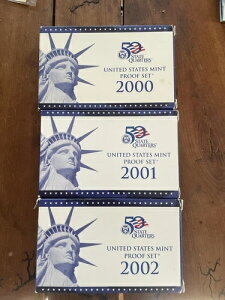 50
STATE
QUARTERS
UNITED STATES MINT
PROOF SET
2000
50
STATE
QUARTERS
UNITED STATES MINT
PROOF SET
2001
50
STATE
QUARTERS
UNITED STATES MINT
PROOF SET
2002